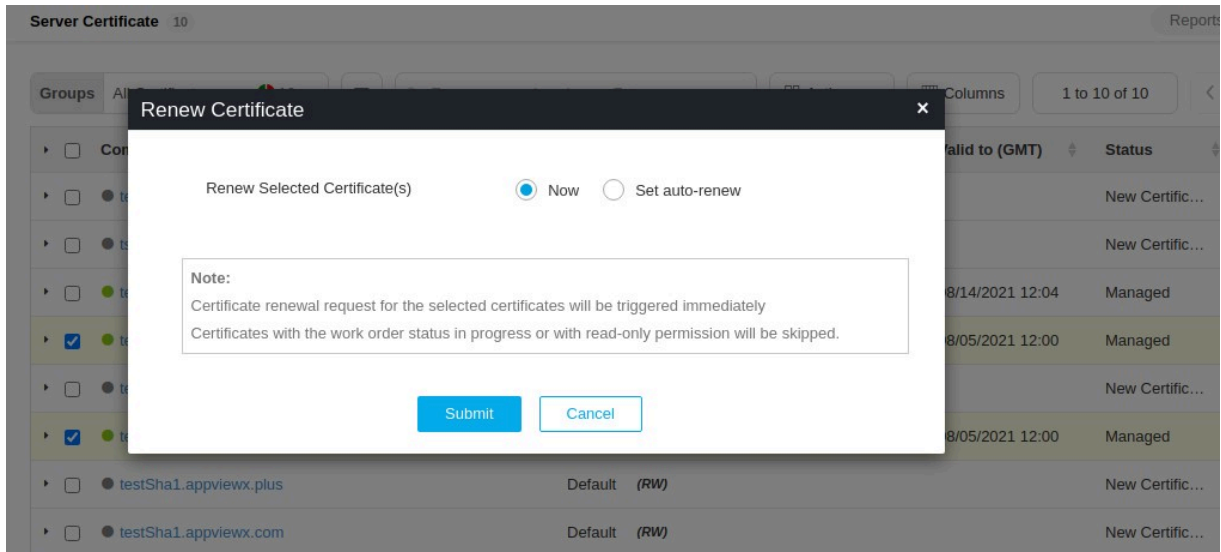 Server Certificate 10
Reports
Groups
1 to 10 of 10
Renew Certificate
Columns
Valid to (GMT) Status
Renew Selected Certificate(s) Now Set auto-renew
New Certific...
New Certific...
Note:
Certificate renewal request for the selected certificates will be triggered immediately
8/14/2021 12:04 Managed
Certificates with the work order status in progress or with read-only permission will be skipped.
8/05/2021 12:00 Managed
New Certific...
Submit Cancel
8/05/2021 12:00 Managed
testSha1.appviewx.plus Default (RW) New Certific...
testSha1.appviewx.com Default (RW) New Certific...